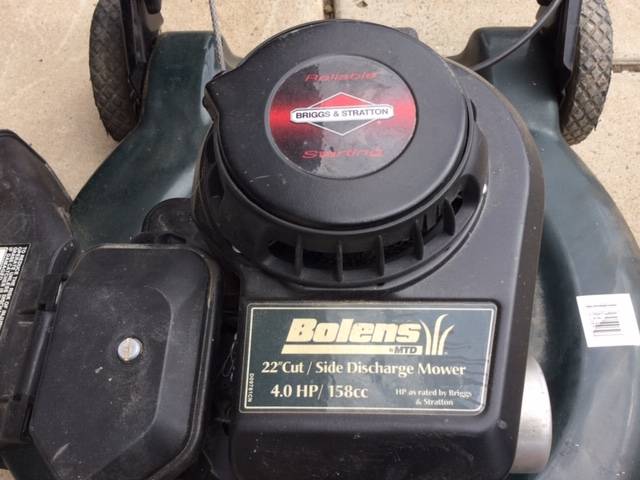 Reliable
BRIGGS & STRATTON
Starting
Bolens
by MTD
22"Cut / Side Discharge Mower
4.0 HP/ 158cc
HP as rated by Briggs
& Stratton